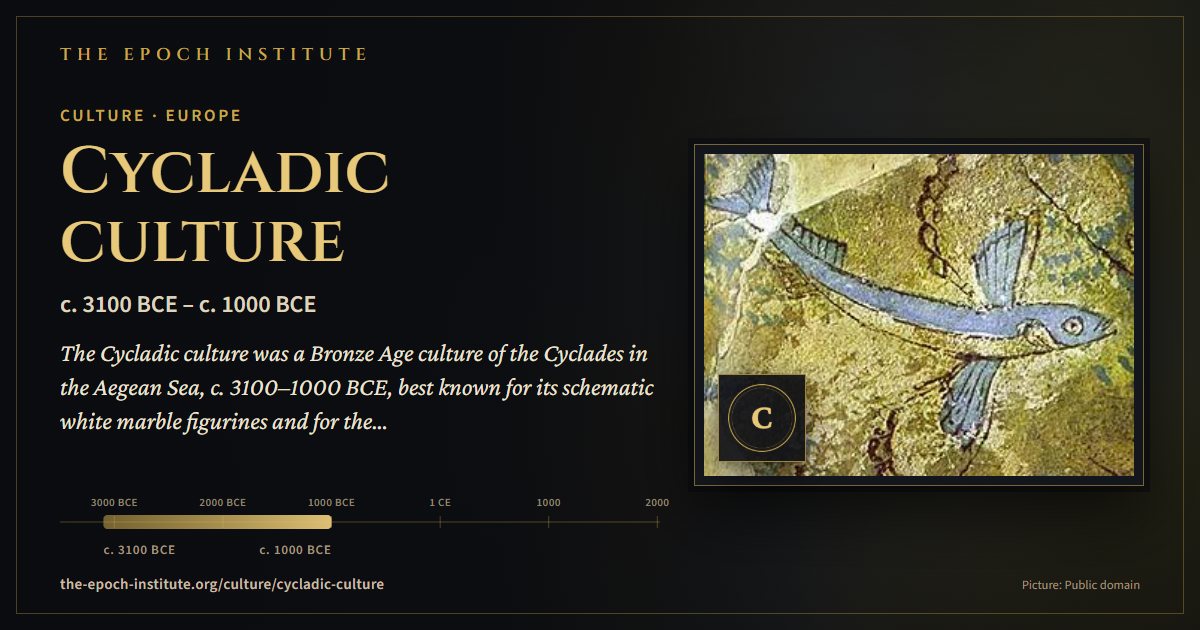 THE EPOCH INSTITUTE
CULTURE · EUROPE
CYCLADIC
CULTURE
c. 3100 BCE – c. 1000 BCE
The Cycladic culture was a Bronze Age culture of the Cyclades in
the Aegean Sea, c. 3100–1000 BCE, best known for its schematic
white marble figurines and for the...
C
3000 BCE 2000 BCE 1000 BCE 1 CE 1000 2000
c. 3100 BCE c. 1000 BCE
the-epoch-institute.org/culture/cycladic-culture
Picture: Public domain